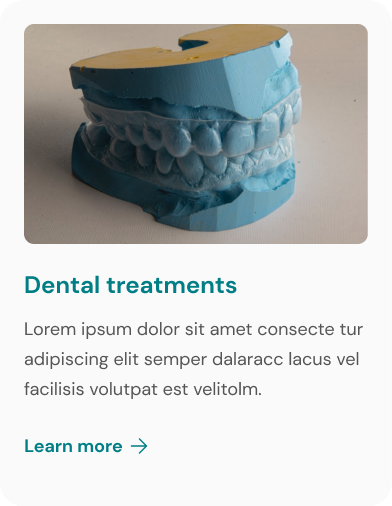 Dental treatments
Lorem ipsum dolor sit amet consecte tur
adipiscing elit semper dalaracc lacus vel
facilisis volutpat est velitolm.
Learn more →